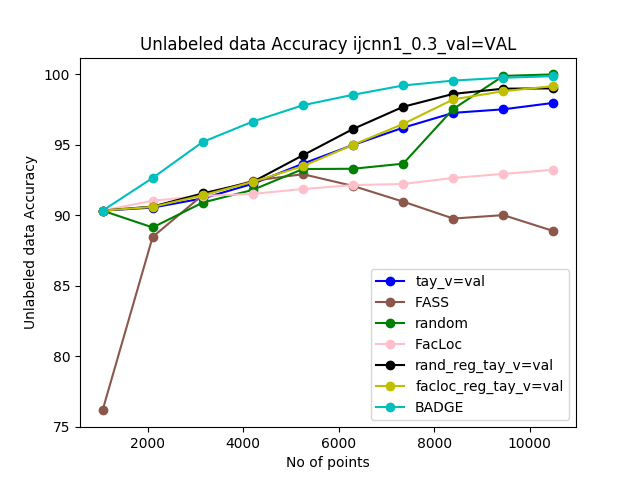 Unlabeled data Accuracy ijcnn1_0.3_val=VAL
100
95
90
85
80
75
Unlabeled data Accuracy
2000
4000
6000
8000
10000
No of points
tay_v=val
FASS
random
FacLoc
rand_reg_tay_v=val
facloc_reg_tay_v=val
BADGE